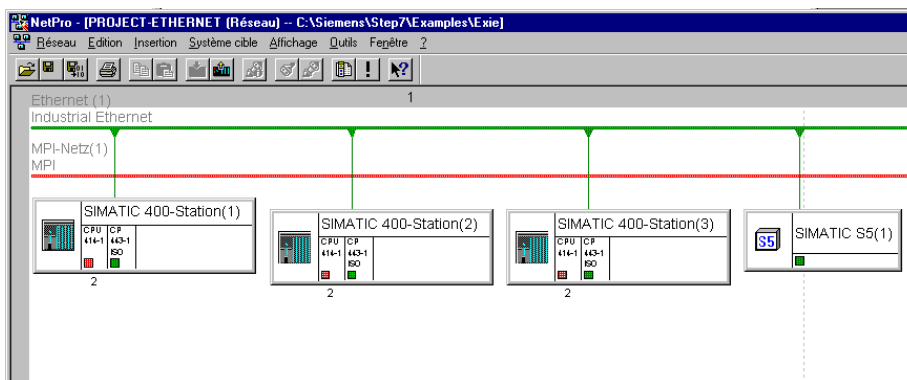 NetPro - [PROJECT-ETHERNET (Réseau) -- C:\Siemens\Step7\Examples\Exie]
Réseau Edition Insertion Système cible Affichage Outils Fenêtre ?
Ethernet (1)
1
Industrial Ethernet
MPI-Netz(1)
MPI
SIMATIC 400-Station(1)
CPU 414-1
CP 443-1 ISO
2
SIMATIC 400-Station(2)
CPU 414-1
CP 443-1 ISO
2
SIMATIC 400-Station(3)
CPU 414-1
CP 443-1 ISO
2
S5
SIMATIC S5(1)